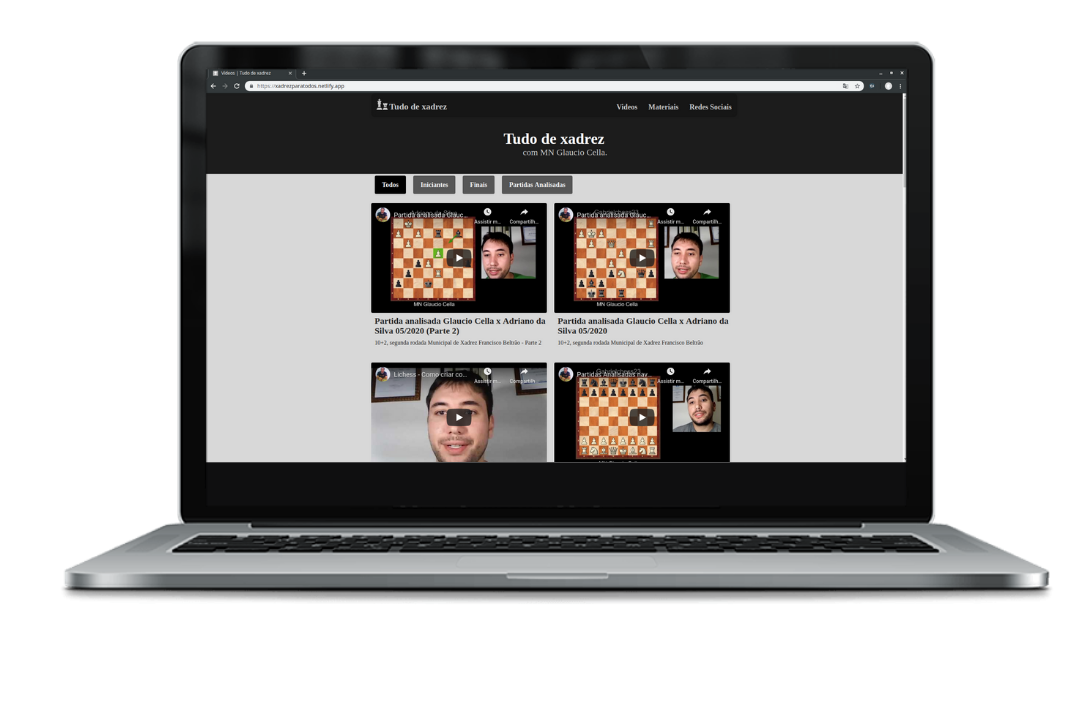 Videos | Tudo de xadrez
https://xadrezparatodos.netlify.app
Tudo de xadrez
Videos Materiais Redes Sociais
Tudo de xadrez
com MN Glaucio Cella.
Todos Iniciantes Finais Partidas Analisadas
Partida analisada Glauc...
Assistir m... Compartilh...
MN Glaucio Cella
Partida analisada Glauc...
Assistir m... Compartilh...
MN Glaucio Cella
Partida analisada Glaucio Cella x Adriano da
Silva 05/2020 (Parte 2)
10+2, segunda rodada Municipal de Xadrez Francisco Beltrão - Parte 2
Partida analisada Glaucio Cella x Adriano da
Silva 05/2020
10+2, segunda rodada Municipal de Xadrez Francisco Beltrão
Lichess - Como criar co...
Assistir m... Compartilh...
Partidas Analisadas nav...
Assistir m... Compartilh...